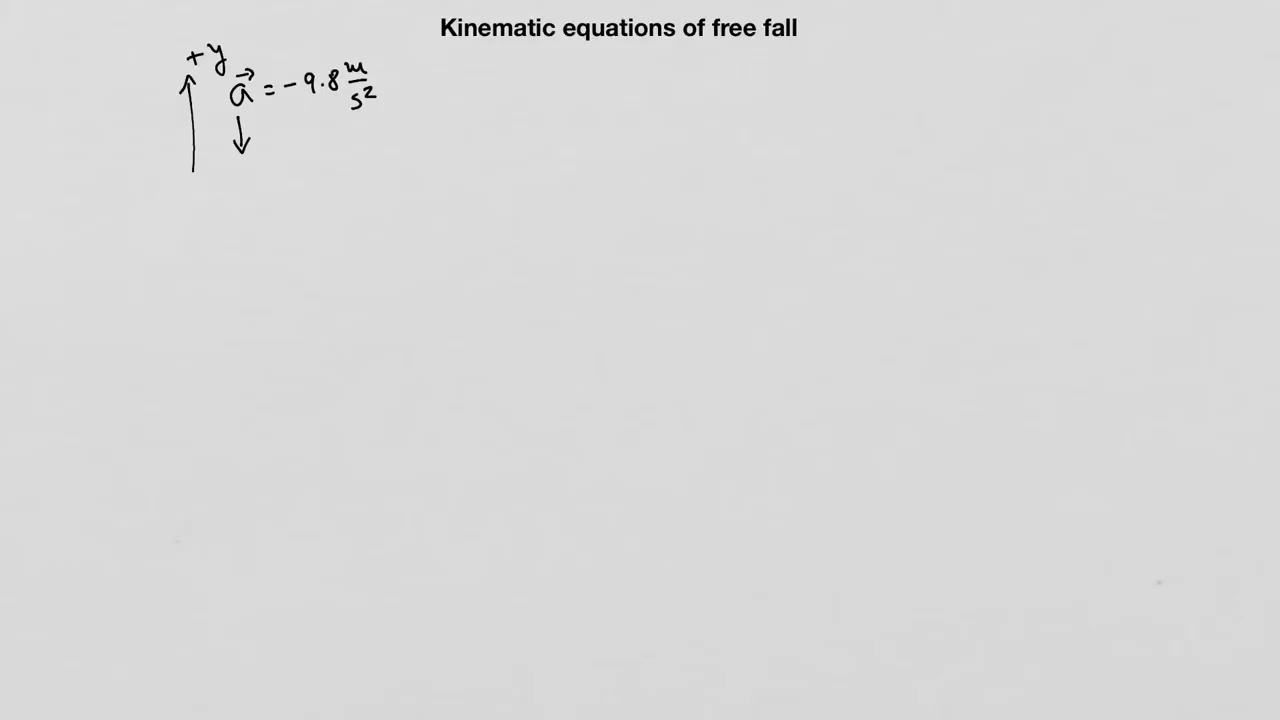 Kinematic equations of free fall
+y
a⃗ = -9.8 m/s²